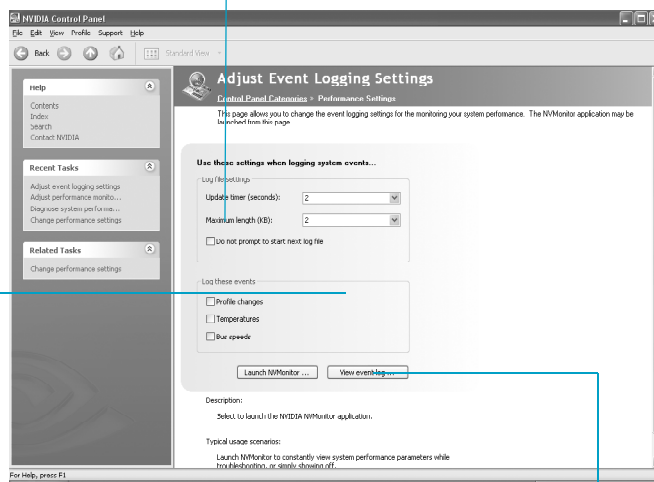 NVIDIA Control Panel
File Edit View Profile Support Help
Back Standard View
Help
Contents
Index
Search
Contact NVIDIA
Recent Tasks
Adjust event logging settings
Adjust performance monito...
Diagnose system performa...
Change performance settings
Related Tasks
Change performance settings
Adjust Event Logging Settings
Control Panel Categories » Performance Settings
This page allows you to change the event logging settings for the monitoring your system performance. The NVMonitor application may be
launched from this page
Use these settings when logging system events...
Log file settings
Update timer (seconds): 2
Maximum length (KB): 2
Do not prompt to start next log file
Log these events
Profile changes
Temperatures
Bus speeds
Launch NVMonitor ... View event log ...
Description:
Select to launch the NVIDIA NVMonitor application.
Typical usage scenarios:
Launch NVMonitor to constantly view system performance parameters while
troubleshooting, or simply showing off.
For Help, press F1